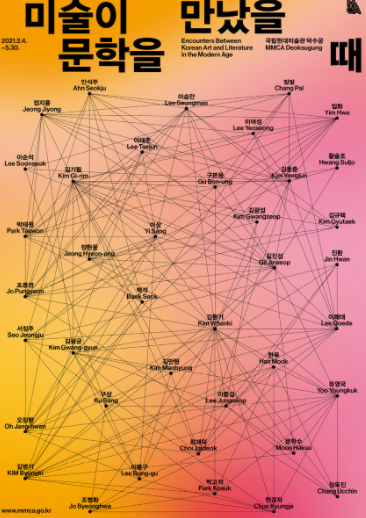 미술이 만났을
문학을 때
2021.2.4.
–5.30.
Encounters Between
Korean Art and Literature
in the Modern Age
국립현대미술관 덕수궁
MMCA Deoksugung
안석주
Ahn Seokju
이승만
Lee Seungman
행발
Chang Pal
정지용
Jeong Jiyong
임화
Yim Hwa
이여성
Lee Yeoseong
이태준
Lee Taejun
이순석
Lee Soonseok
황술조
Hwang Suljo
김기림
Kim Gi-rim
구본웅
Gu Bon-ung
김용준
Kim Yongjun
김광섭
Kim Gwangseop
김규택
Kim Gyutaek
박태원
Park Taewon
이상
Yi Sang
정현웅
Jeong Hyeon-ung
길진섭
Gil Jinseop
진환
Jin Hwan
조풍연
Jo Pungyeon
백석
Baek Seok
서정주
Seo Jeongju
김환기
Kim Whanki
이쾌대
Lee Qoede
김광균
Kim Gwang-gyun
김만형
Kim Manhyung
한묵
Han Mook
유영국
Yoo Youngkuk
구상
Ku Sang
이중섭
Lee Jungseop
오장환
Oh Jang-hwan
최재덕
Choi Jaideok
문학수
Moon Haksu
김병기
KIM Byungki
이봉구
Lee Bong-gu
박고석
Park Kosuk
장욱진
Chang Ucchin
조병화
Jo Byeonghwa
천경자
Chun Kyungja
www.mmca.go.kr